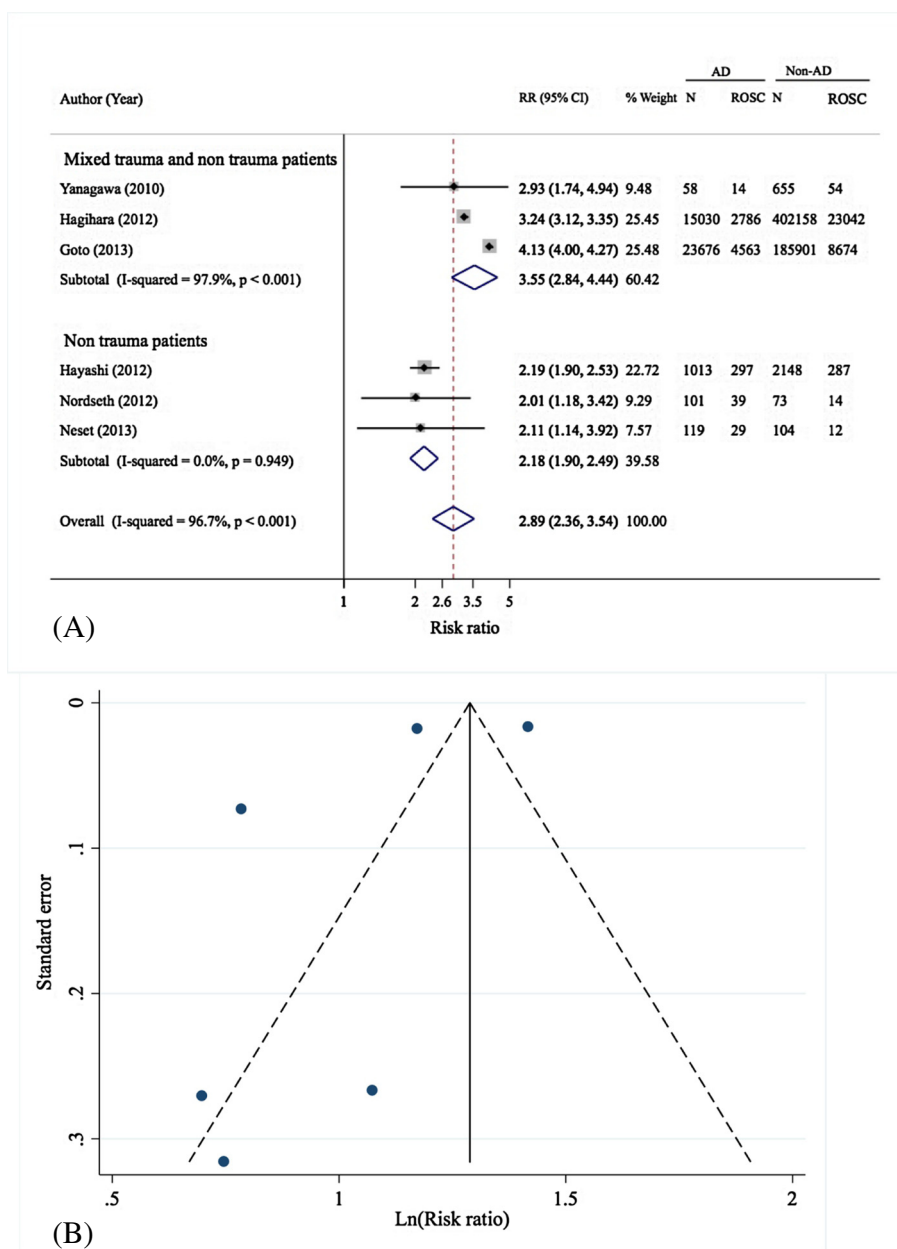 AD Non-AD
Author (Year) RR (95% CI) % Weight N ROSC N ROSC
Mixed trauma and non trauma patients
Yanagawa (2010) 2.93 (1.74, 4.94) 9.48 58 14 655 54
Hagihara (2012) 3.24 (3.12, 3.35) 25.45 15030 2786 402158 23042
Goto (2013) 4.13 (4.00, 4.27) 25.48 23676 4563 185901 8674
Subtotal (I-squared = 97.9%, p < 0.001) 3.55 (2.84, 4.44) 60.42
Non trauma patients
Hayashi (2012) 2.19 (1.90, 2.53) 22.72 1013 297 2148 287
Nordseth (2012) 2.01 (1.18, 3.42) 9.29 101 39 73 14
Neset (2013) 2.11 (1.14, 3.92) 7.57 119 29 104 12
Subtotal (I-squared = 0.0%, p = 0.949) 2.18 (1.90, 2.49) 39.58
Overall (I-squared = 96.7%, p < 0.001) 2.89 (2.36, 3.54) 100.00
1 2 2.6 3.5 5
(A)
Risk ratio
0
.1
.2
.3
Standard error
.5 1 1.5 2
Ln(Risk ratio)
(B)